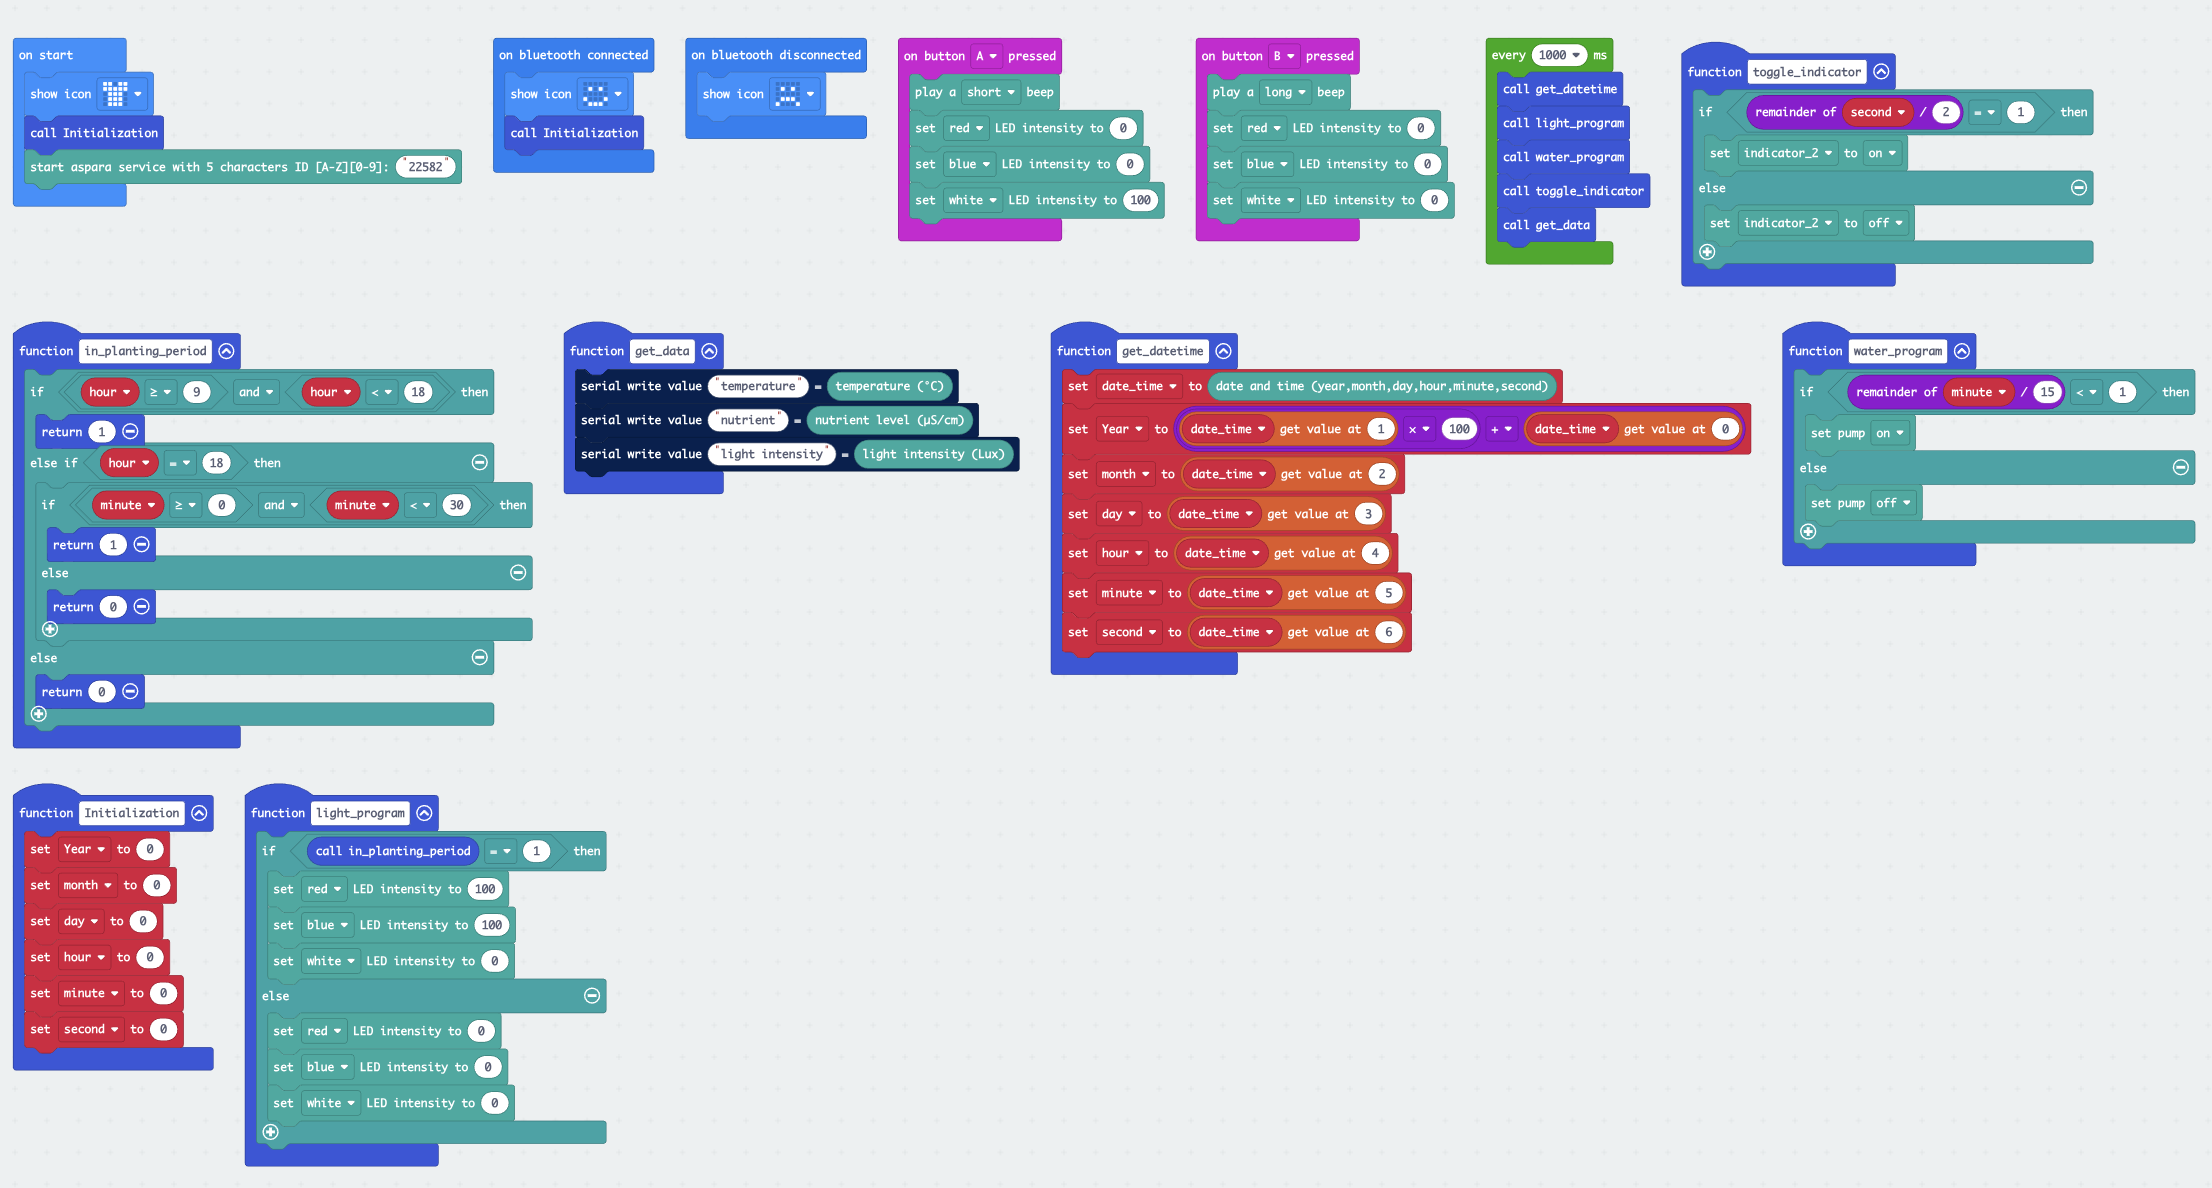 on start
show icon
call Initialization
start aspara service with 5 characters ID [A-Z][0-9]: "22582"
on bluetooth connected
show icon
call Initialization
on bluetooth disconnected
show icon
on button A pressed
play a short beep
set red LED intensity to 0
set blue LED intensity to 0
set white LED intensity to 100
on button B pressed
play a long beep
set red LED intensity to 0
set blue LED intensity to 0
set white LED intensity to 0
every 1000 ms
call get_datetime
call light_program
call water_program
call toggle_indicator
call get_data
function toggle_indicator
if remainder of second / 2 = 1 then
set indicator_2 to on
else
set indicator_2 to off
function in_planting_period
if hour ≥ 9 and hour < 18 then
return 1
else if hour = 18 then
if minute ≥ 0 and minute < 30 then
return 1
else
return 0
else
return 0
function get_data
serial write value "temperature" = temperature (°C)
serial write value "nutrient" = nutrient level (µS/cm)
serial write value "light intensity" = light intensity (Lux)
function get_datetime
set date_time to date and time (year,month,day,hour,minute,second)
set Year to date_time get value at 1 × 100 + date_time get value at 0
set month to date_time get value at 2
set day to date_time get value at 3
set hour to date_time get value at 4
set minute to date_time get value at 5
set second to date_time get value at 6
function water_program
if remainder of minute / 15 < 1 then
set pump on
else
set pump off
function Initialization
set Year to 0
set month to 0
set day to 0
set hour to 0
set minute to 0
set second to 0
function light_program
if call in_planting_period = 1 then
set red LED intensity to 100
set blue LED intensity to 100
set white LED intensity to 0
else
set red LED intensity to 0
set blue LED intensity to 0
set white LED intensity to 0